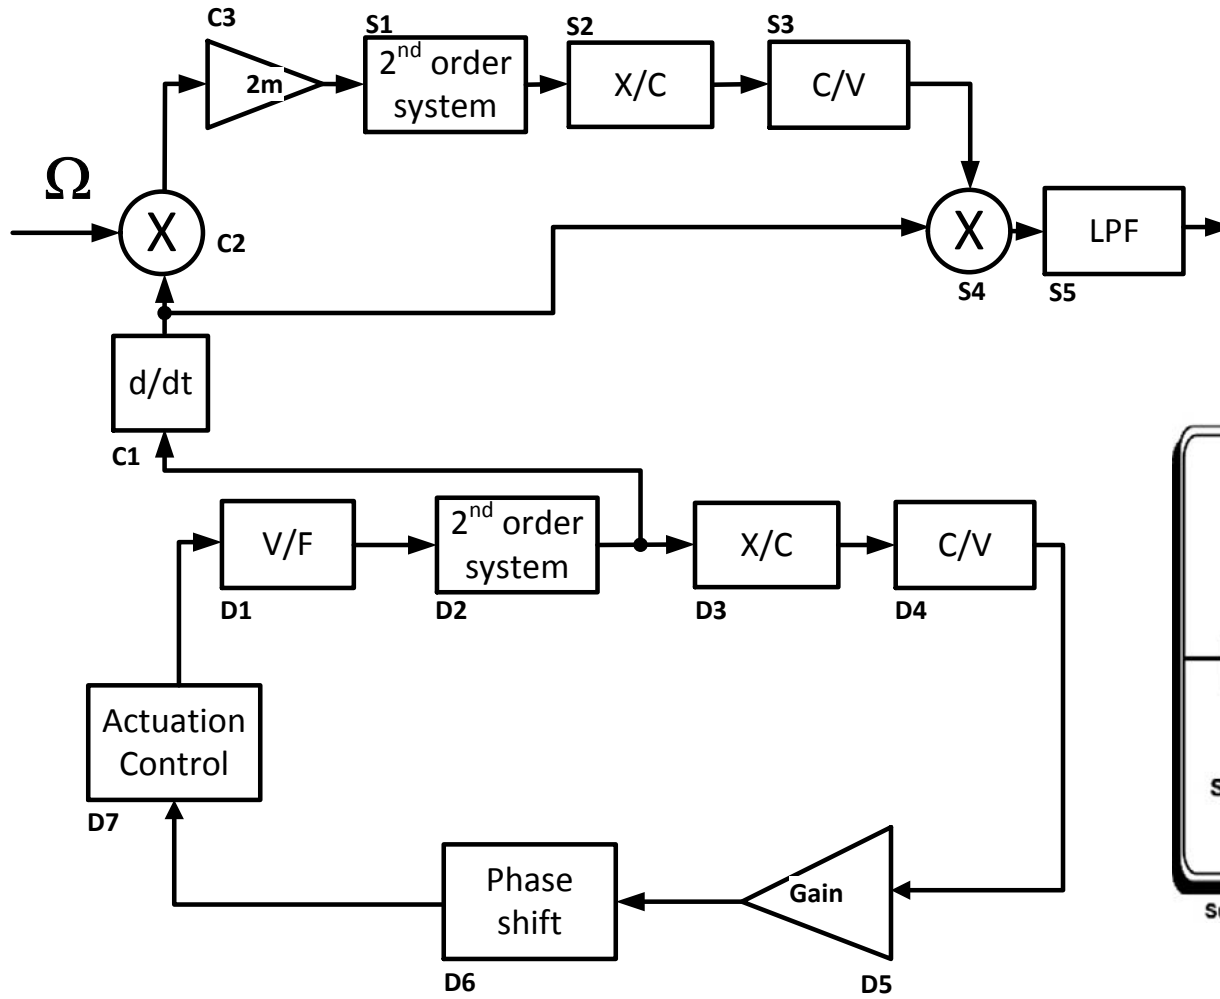 C3
2m
S1
2nd order
system
S2
X/C
S3
C/V
Ω
X
C2
X
S4
LPF
S5
d/dt
C1
V/F
D1
2nd order
system
D2
X/C
D3
C/V
D4
Actuation
Control
D7
Phase
shift
D6
Gain
D5